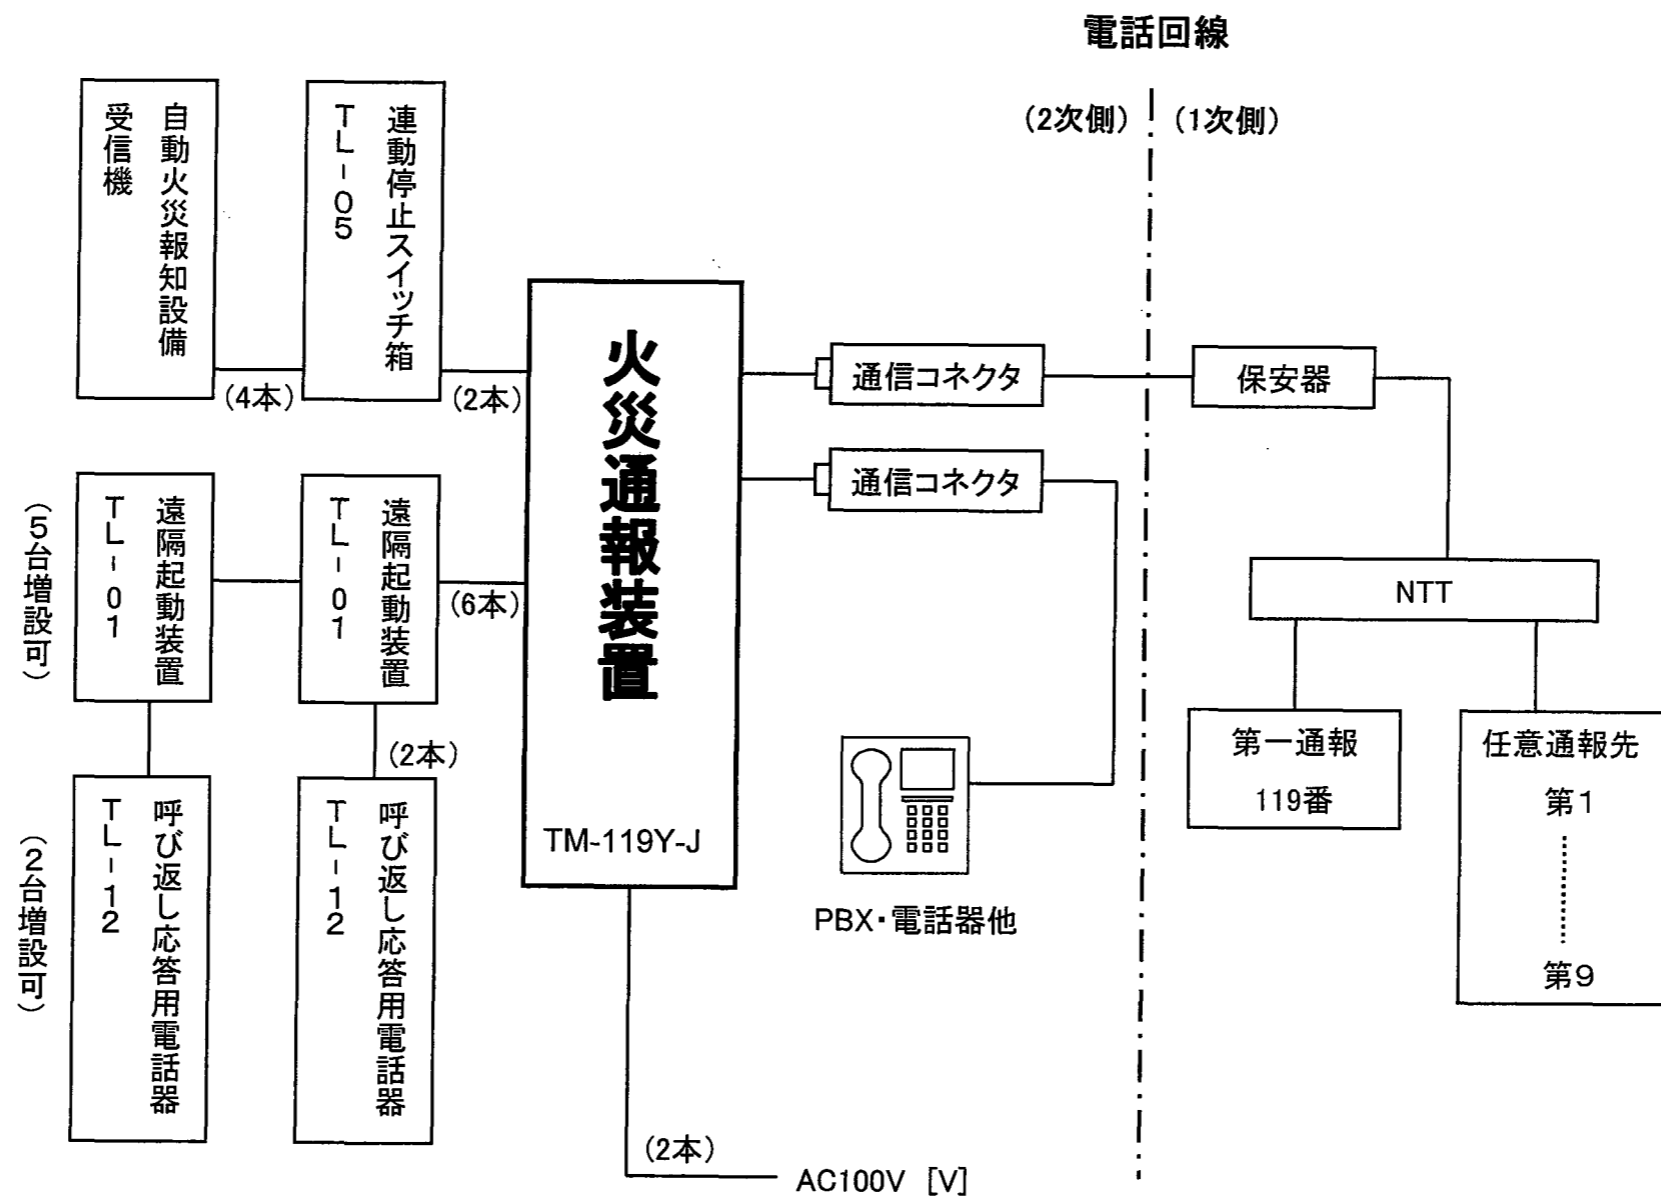 電話回線
(2次側)
(1次側)
自動火災報知設備
受信機
(4本)
連動停止スイッチ箱
TL-05
(2本)
火災通報装置
TM-119Y-J
通信コネクタ
保安器
通信コネクタ
(5台増設可)
遠隔起動装置
TL-01
遠隔起動装置
TL-01
(6本)
(2本)
(2台増設可)
呼び返し応答用電話器
TL-12
呼び返し応答用電話器
TL-12
PBX・電話器他
NTT
第一通報
119番
任意通報先
第1
第9
(2本)
AC100V [V]